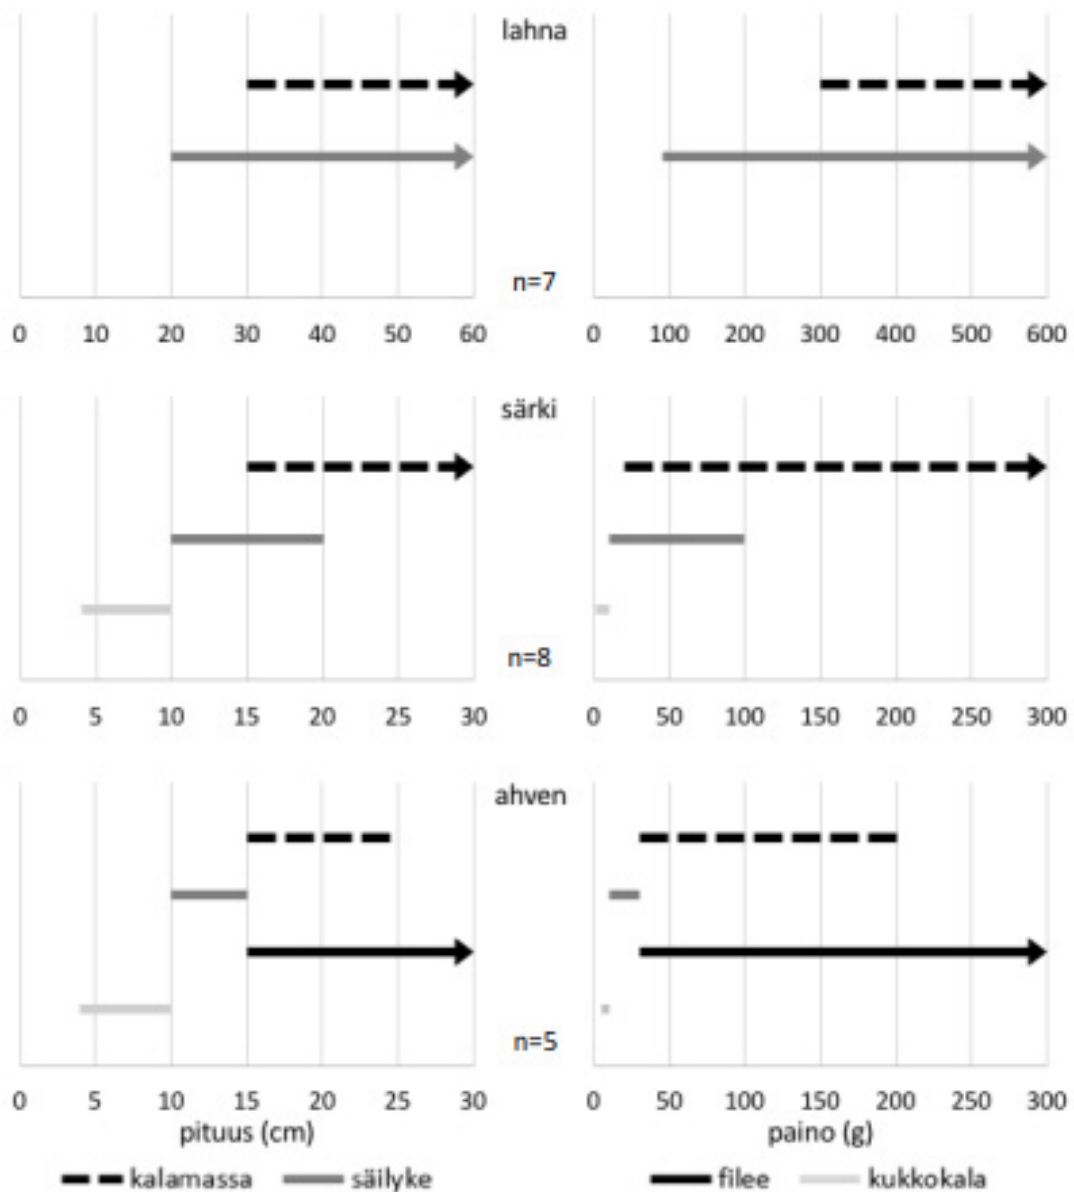 lahna
n=7
0 10 20 30 40 50 60
0 100 200 300 400 500 600
särki
n=8
0 5 10 15 20 25 30
0 50 100 150 200 250 300
ahven
n=5
0 5 10 15 20 25 30
0 50 100 150 200 250 300
pituus (cm)
paino (g)
kalamassa säilyke filee kukkokala